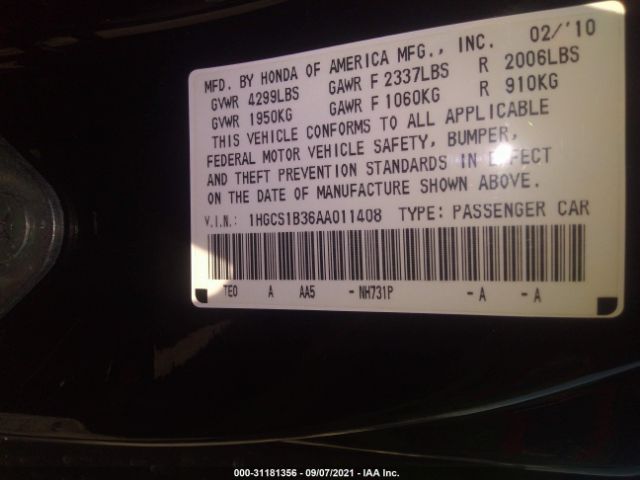 MFD. BY HONDA OF AMERICA MFG., INC. 02/'10
GVWR 4299LBS GAWR F 2337LBS R 2006LBS
GVWR 1950KG GAWR F 1060KG R 910KG
THIS VEHICLE CONFORMS TO ALL APPLICABLE
FEDERAL MOTOR VEHICLE SAFETY, BUMPER,
AND THEFT PREVENTION STANDARDS IN EFFECT
ON THE DATE OF MANUFACTURE SHOWN ABOVE.
V.I.N.: 1HGCS1B36AA011408 TYPE: PASSENGER CAR
TE0 A AA5 - NH731P - A - A
000-31181356 - 09/07/2021 - IAA Inc.